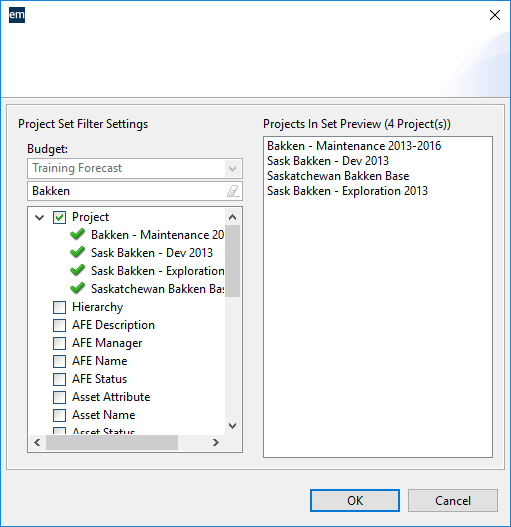 em
Project Set Filter Settings
Budget:
Training Forecast
Bakken
Project
Bakken - Maintenance 20
Sask Bakken - Dev 2013
Sask Bakken - Exploration
Saskatchewan Bakken Bas
Hierarchy
AFE Description
AFE Manager
AFE Name
AFE Status
Asset Attribute
Asset Name
Asset Status
Projects In Set Preview (4 Project(s))
Bakken - Maintenance 2013-2016
Sask Bakken - Dev 2013
Saskatchewan Bakken Base
Sask Bakken - Exploration 2013
OK
Cancel